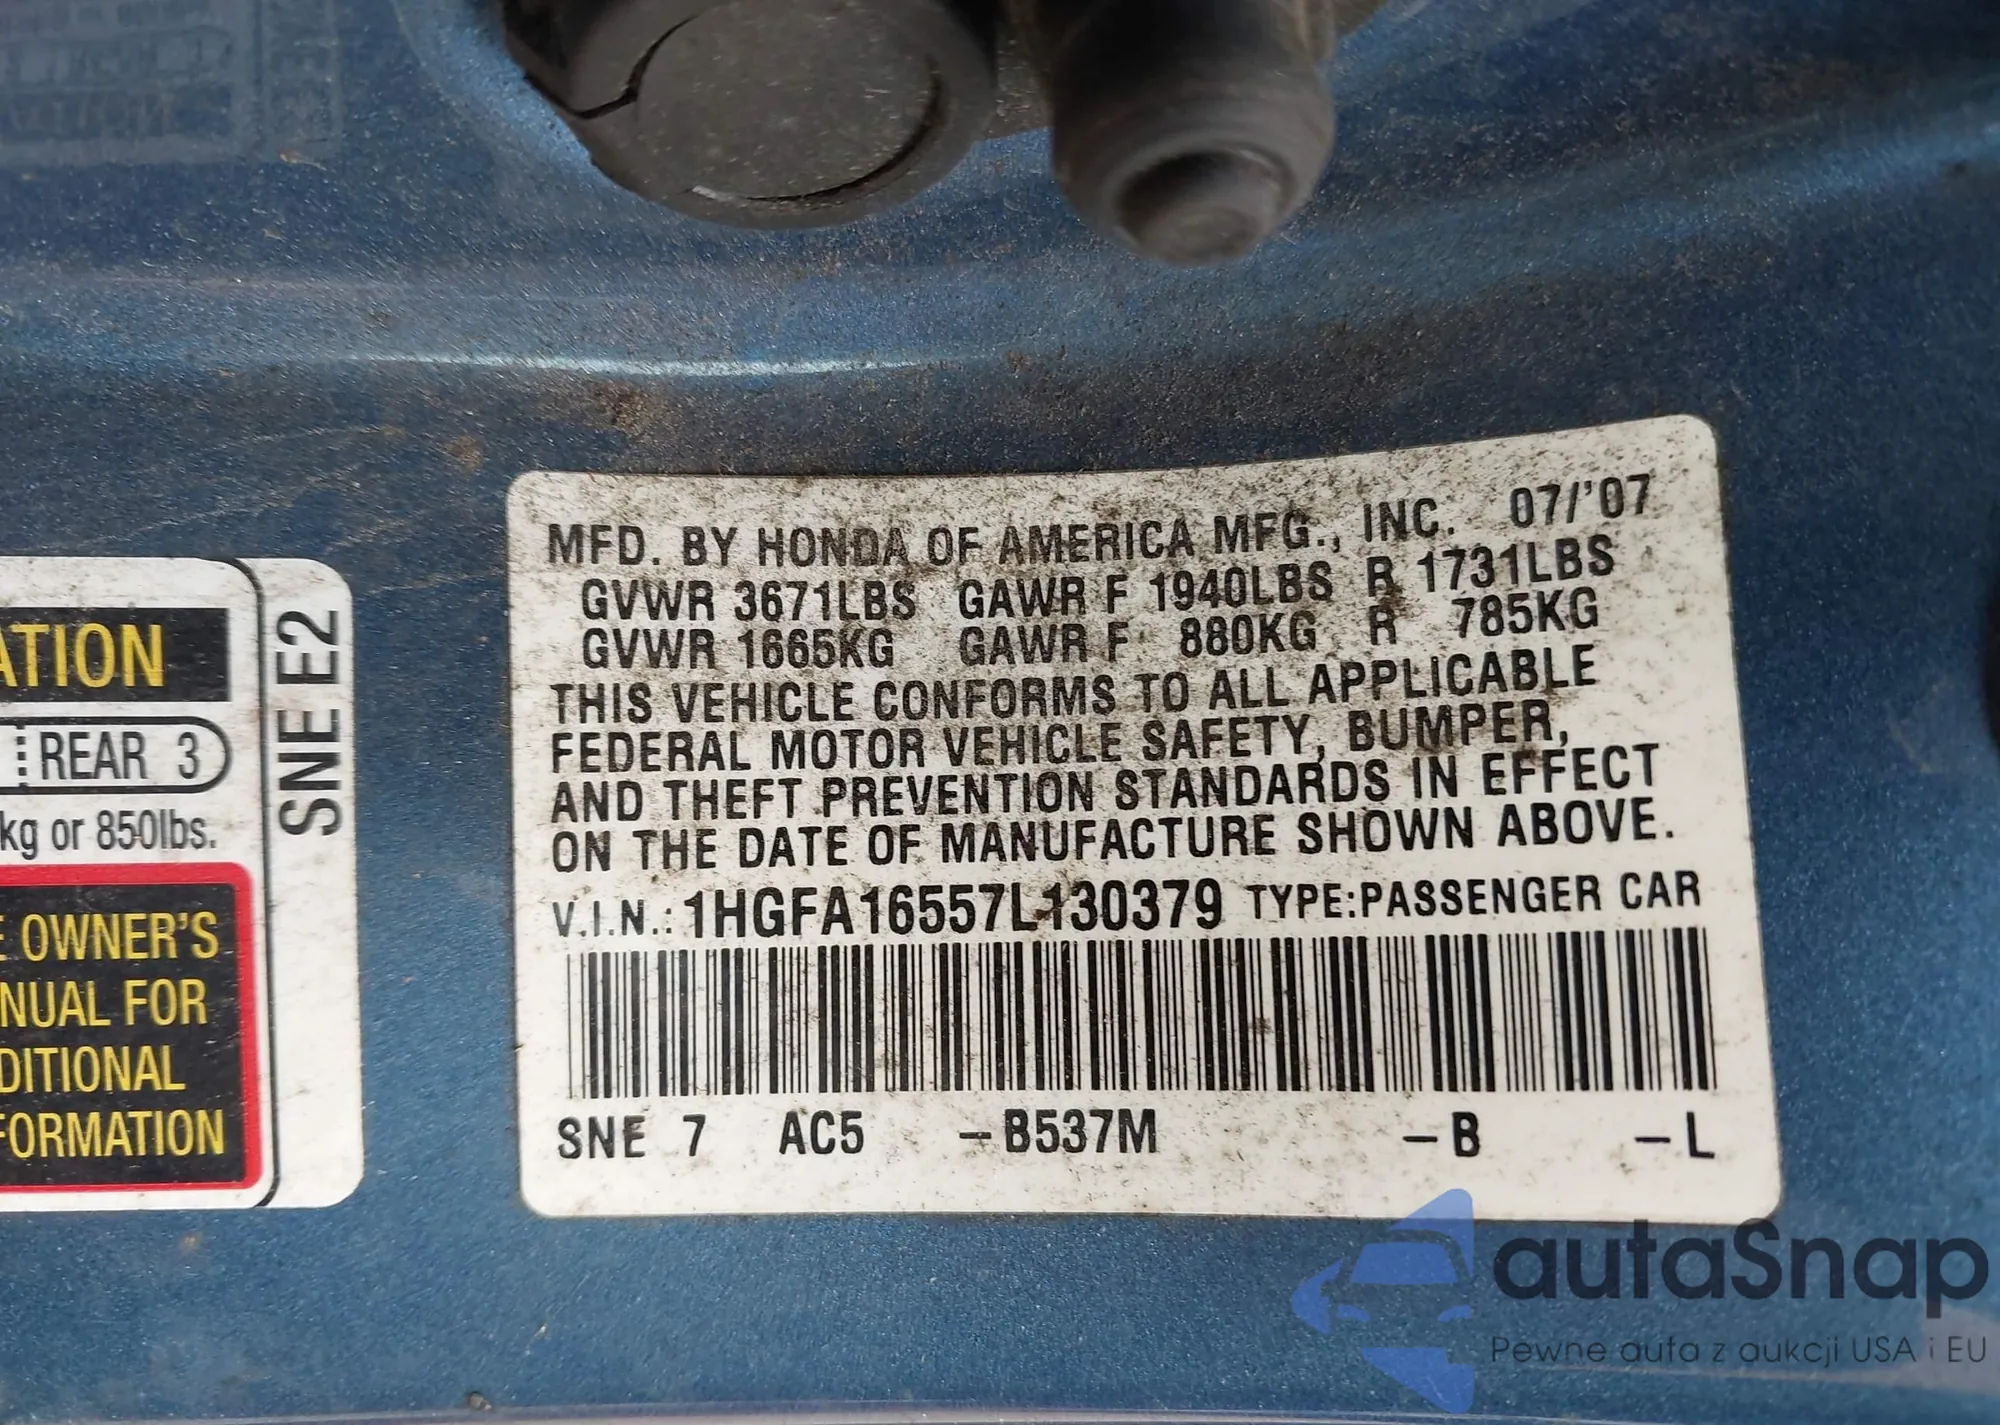 ATION
REAR 3
kg or 850lbs.
E OWNER'S
NUAL FOR
DITIONAL
FORMATION
SNE E2
MFD. BY HONDA OF AMERICA MFG., INC. 07/'07
GVWR 3671LBS GAWR F 1940LBS R 1731LBS
GVWR 1665KG GAWR F 880KG R 785KG
THIS VEHICLE CONFORMS TO ALL APPLICABLE
FEDERAL MOTOR VEHICLE SAFETY, BUMPER,
AND THEFT PREVENTION STANDARDS IN EFFECT
ON THE DATE OF MANUFACTURE SHOWN ABOVE.
V.I.N.: 1HGFA16557L130379 TYPE:PASSENGER CAR
SNE 7 AC5 -B537M -B -L
autaSnap
Pewne auta z aukcji USA i EU